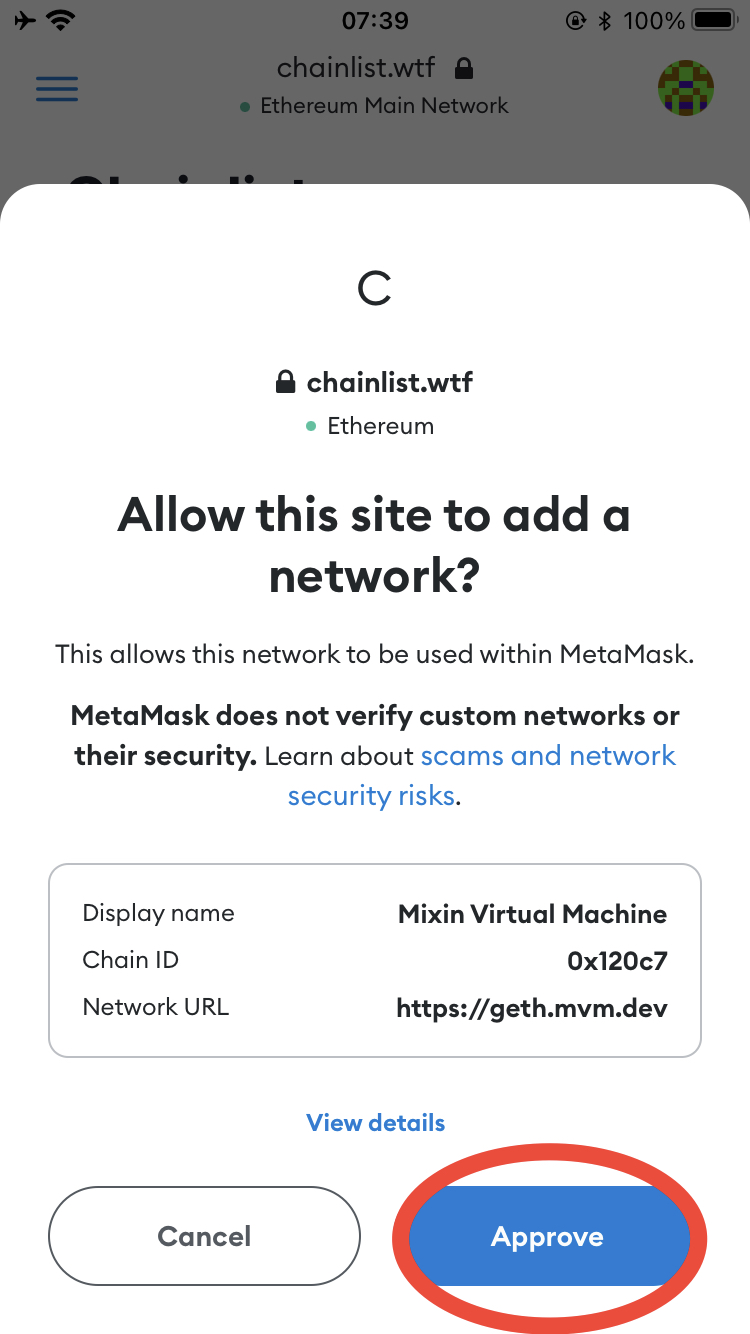 07:39
100%
chainlist.wtf
Ethereum Main Network
chainlist.wtf
Ethereum
Allow this site to add a
network?
This allows this network to be used within MetaMask.
MetaMask does not verify custom networks or
their security. Learn about scams and network
security risks.
Display name Mixin Virtual Machine
Chain ID 0x120c7
Network URL https://geth.mvm.dev
View details
Cancel Approve